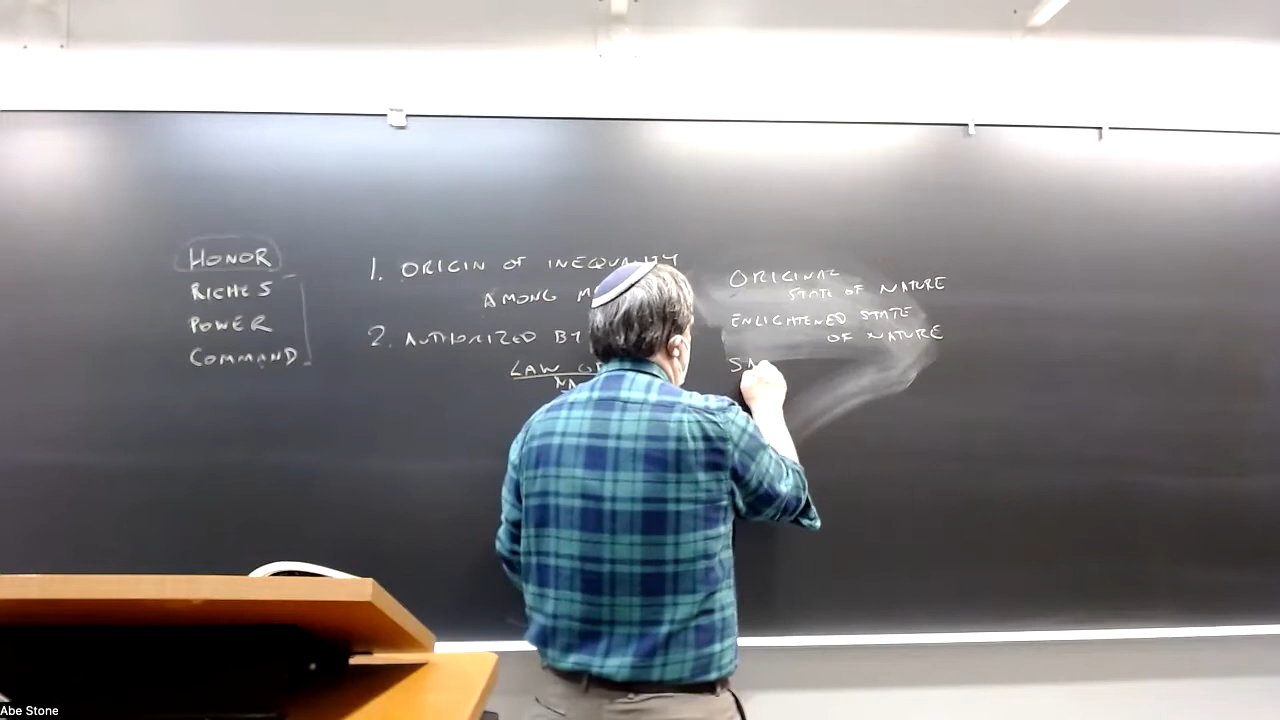 HONOR
RICHES
POWER
COMMAND
1. ORIGIN OF INEQUALITY
AMONG
2. AUTHORIZED BY
LAW
ORIGINAL
STATE OF NATURE
ENLIGHTENED STATE
OF NATURE
Abe Stone